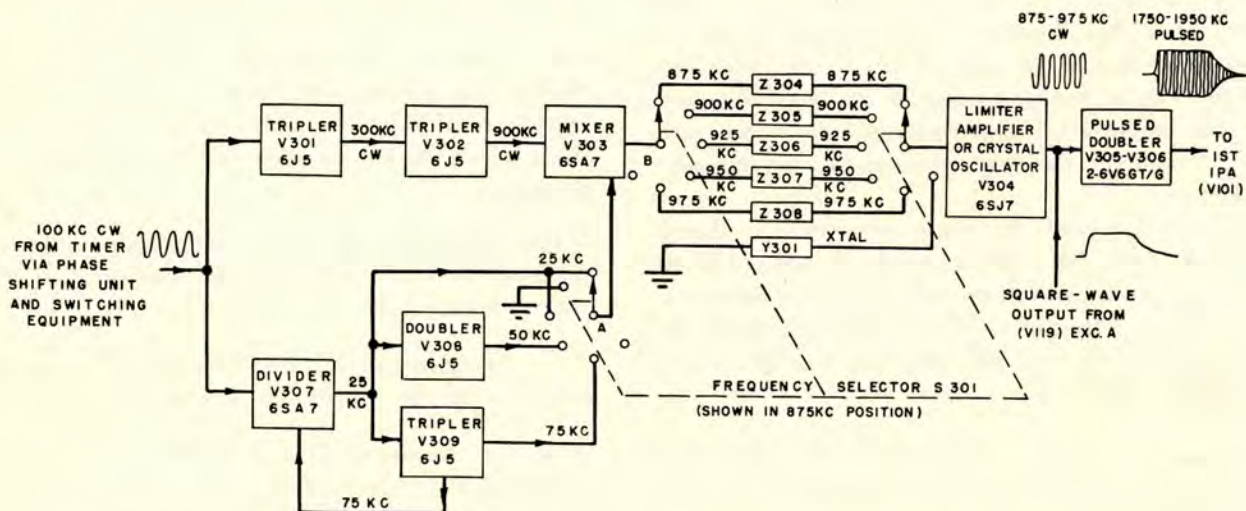 875-975 KC
CW
1750-1950 KC
PULSED
875 KC
Z 304
875 KC
900KC
Z 305
900KC
925
KC
Z 306
925
KC
950
KC
Z 307
950
KC
975 KC
Z 308
975 KC
Y301
XTAL
TRIPLER
V301
6J5
300KC
CW
TRIPLER
V302
6J5
900KC
CW
MIXER
V303
6SA7
B
LIMITER
AMPLIFIER
OR CRYSTAL
OSCILLATOR
V304
6SJ7
PULSED
DOUBLER
V305-V306
2-6V6GT/G
TO
1ST
IPA
(V101)
100 KC CW
FROM TIMER
VIA PHASE
SHIFTING UNIT
AND SWITCHING
EQUIPMENT
25 KC
A
DOUBLER
V308
6J5
50 KC
SQUARE-WAVE
OUTPUT FROM
(V119) EXC. A
DIVIDER
V307
6SA7
25
KC
TRIPLER
V309
6J5
75KC
75 KC
FREQUENCY SELECTOR S 301
(SHOWN IN 875KC POSITION)